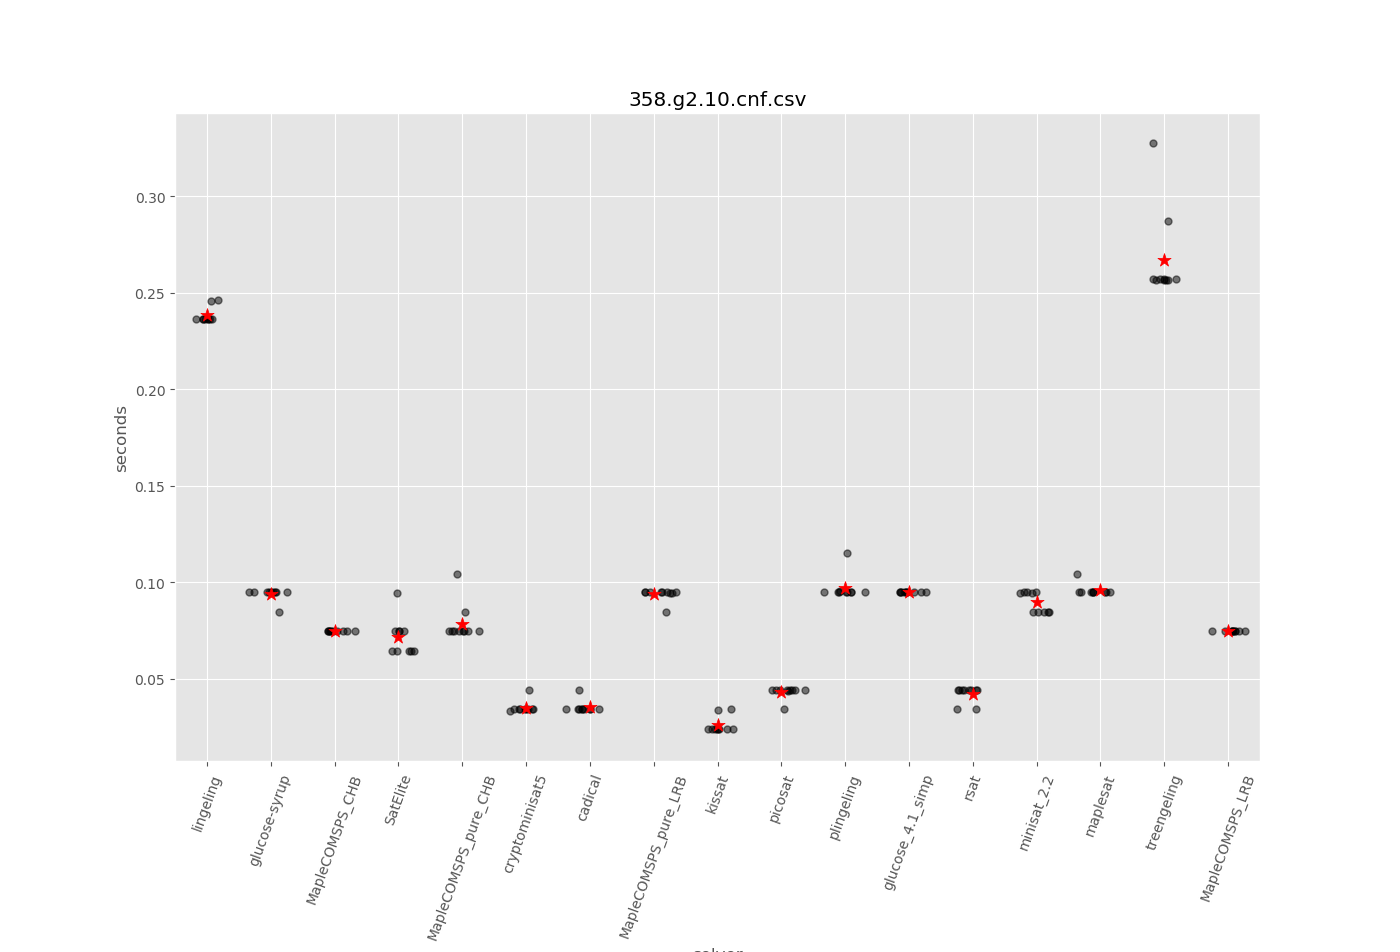 358.g2.10.cnf.csv
0.30
0.25
0.20
0.15
0.10
0.05
seconds
lingeling
glucose-syrup
MapleCOMSPS_CHB
SatElite
MapleCOMSPS_pure_CHB
cryptominisat5
cadical
MapleCOMSPS_pure_LRB
kissat
picosat
plingeling
glucose_4.1_simp
rsat
minisat_2.2
maplesat
treengeling
MapleCOMSPS_LRB